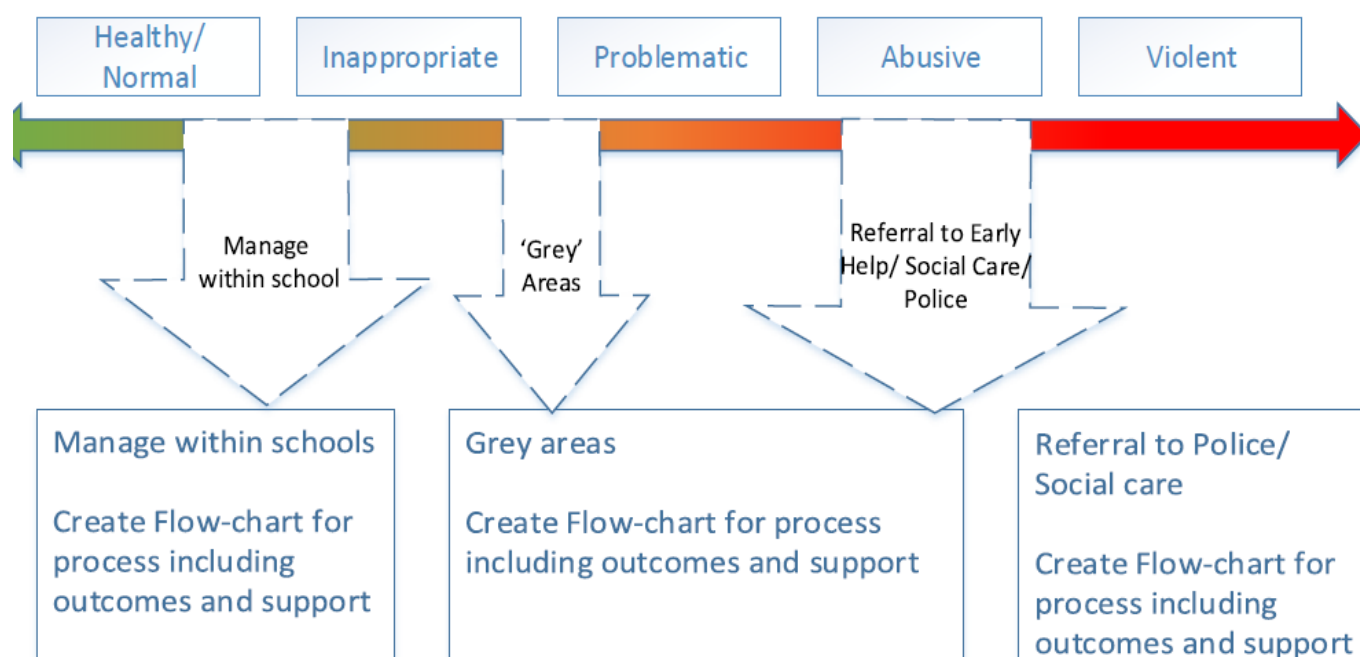 Healthy/
Normal
Inappropriate
Problematic
Abusive
Violent
Manage
within school
‘Grey’
Areas
Referral to Early
Help/ Social Care/
Police
Manage within schools
Create Flow-chart for
process including
outcomes and support
Grey areas
Create Flow-chart for process
including outcomes and support
Referral to Police/
Social care
Create Flow-chart for
process including
outcomes and support